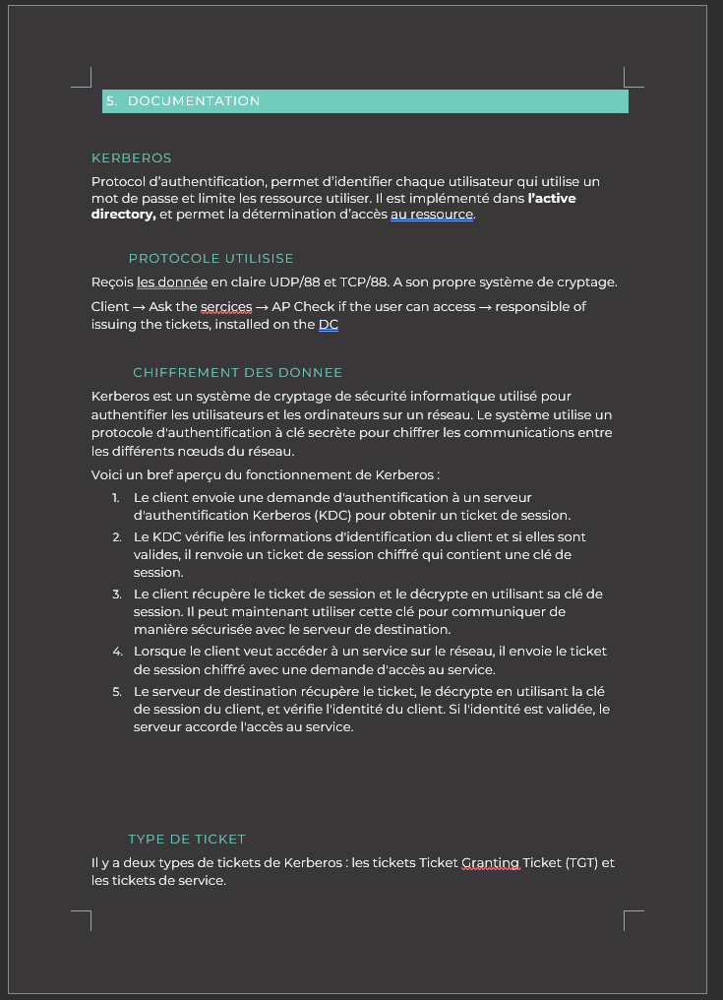 5. DOCUMENTATION
KERBEROS
Protocol d'authentification, permet d'identifier chaque utilisateur qui utilise un
mot de passe et limite les ressource utiliser. Il est implémenté dans l'active
directory, et permet la détermination d'accès au ressource.
PROTOCOLE UTILISISE
Reçois les donnée en claire UDP/88 et TCP/88. A son propre système de cryptage.
Client → Ask the sercices → AP Check if the user can access → responsible of
issuing the tickets, installed on the DC
CHIFFREMENT DES DONNEE
Kerberos est un système de cryptage de sécurité informatique utilisé pour
authentifier les utilisateurs et les ordinateurs sur un réseau. Le système utilise un
protocole d'authentification à clé secrète pour chiffrer les communications entre
les différents nœuds du réseau.
Voici un bref aperçu du fonctionnement de Kerberos :
1. Le client envoie une demande d'authentification à un serveur
d'authentification Kerberos (KDC) pour obtenir un ticket de session.
2. Le KDC vérifie les informations d'identification du client et si elles sont
valides, il renvoie un ticket de session chiffré qui contient une clé de
session.
3. Le client récupère le ticket de session et le décrypte en utilisant sa clé de
session. Il peut maintenant utiliser cette clé pour communiquer de
manière sécurisée avec le serveur de destination.
4. Lorsque le client veut accéder à un service sur le réseau, il envoie le ticket
de session chiffré avec une demande d'accès au service.
5. Le serveur de destination récupère le ticket, le décrypte en utilisant la clé
de session du client, et vérifie l'identité du client. Si l'identité est validée, le
serveur accorde l'accès au service.
TYPE DE TICKET
Il y a deux types de tickets de Kerberos : les tickets Ticket Granting Ticket (TGT) et
les tickets de service.